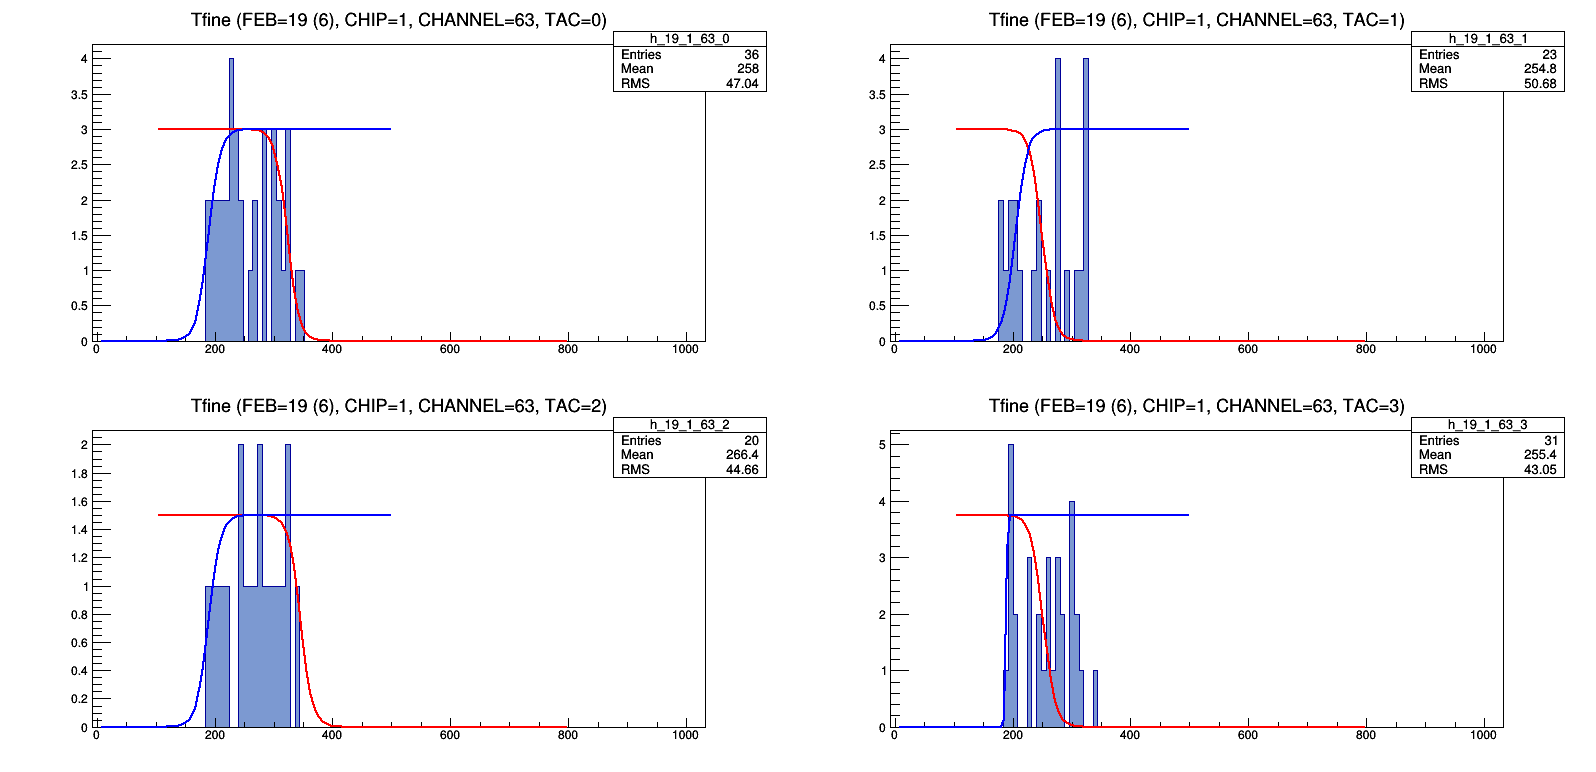 Tfine (FEB=19 (6), CHIP=1, CHANNEL=63, TAC=0)
h_19_1_63_0
Entries 36
Mean 258
RMS 47.04
4
3.5
3
2.5
2
1.5
1
0.5
0
0 200 400 600 800 1000
Tfine (FEB=19 (6), CHIP=1, CHANNEL=63, TAC=1)
h_19_1_63_1
Entries 23
Mean 254.8
RMS 50.68
4
3.5
3
2.5
2
1.5
1
0.5
0
0 200 400 600 800 1000
Tfine (FEB=19 (6), CHIP=1, CHANNEL=63, TAC=2)
h_19_1_63_2
Entries 20
Mean 266.4
RMS 44.66
2
1.8
1.6
1.4
1.2
1
0.8
0.6
0.4
0.2
0
0 200 400 600 800 1000
Tfine (FEB=19 (6), CHIP=1, CHANNEL=63, TAC=3)
h_19_1_63_3
Entries 31
Mean 255.4
RMS 43.05
5
4
3
2
1
0
0 200 400 600 800 1000